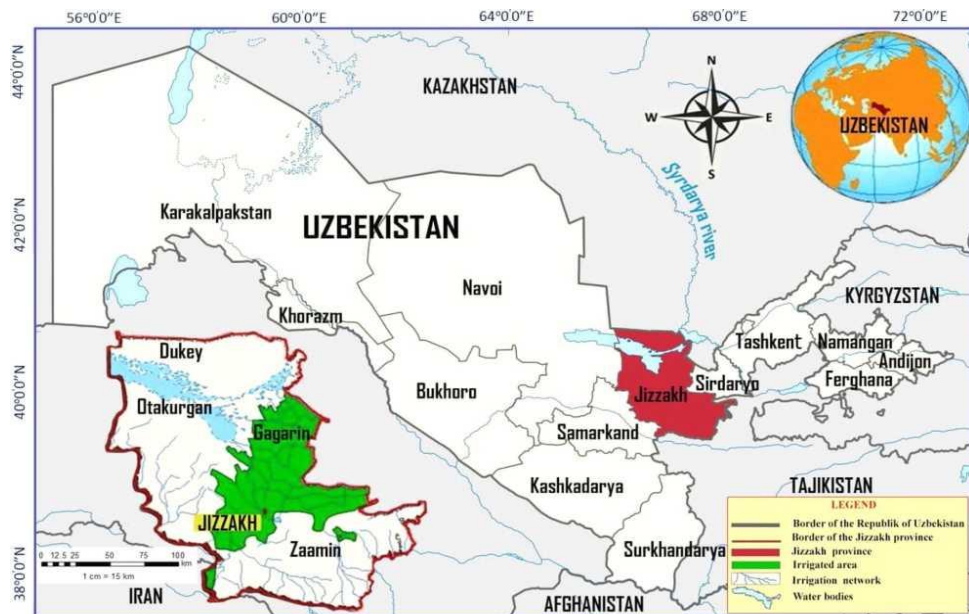 56°0'0"E
60°0'0"E
64°0'0"E
68°0'0"E
72°0'0"E
44°0'0"N
42°0'0"N
40°0'0"N
38°0'0"N
KAZAKHSTAN
N
W
E
S
UZBEKISTAN
Syrdarya river
Karakalpakstan
UZBEKISTAN
Navoi
KYRGYZSTAN
Khorazm
Tashkent
Namangan
Andijon
Ferghana
Sirdaryo
Jizzakh
Bukhoro
Samarkand
Kashkadarya
Surkhandarya
TAJIKISTAN
Dukey
Otakurgan
Gagarin
JIZZAKH
Zaamin
0 12.5 25 50 75 100
km
1 cm = 15 km
IRAN
AFGHANISTAN
LEGEND
Border of the Republik of Uzbekistan
Border of the Jizzakh province
Jizzakh province
Irrigated area
Irrigation network
Water bodies